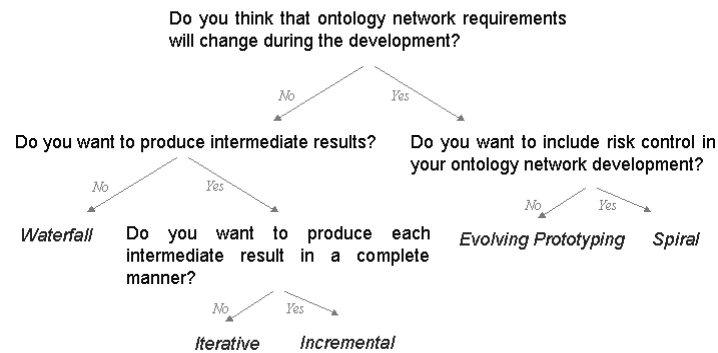 Do you think that ontology network requirements
will change during the development?
No
Yes
Do you want to produce intermediate results?
Do you want to include risk control in
your ontology network development?
No
Yes
No
Yes
Waterfall
Do you want to produce each
intermediate result in a complete
manner?
Evolving Prototyping
Spiral
No
Yes
Iterative
Incremental